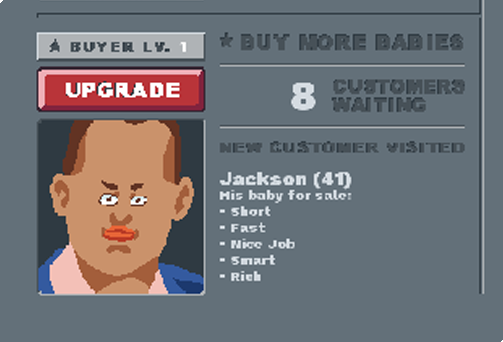 BUYER LV. 1
UPGRADE
BUY MORE BABIES
8 CUSTOMERS WAITING
NEW CUSTOMER VISITED
Jackson (41)
His baby for sale:
• Short
• Fast
• Nice Job
• Smart
• Rich